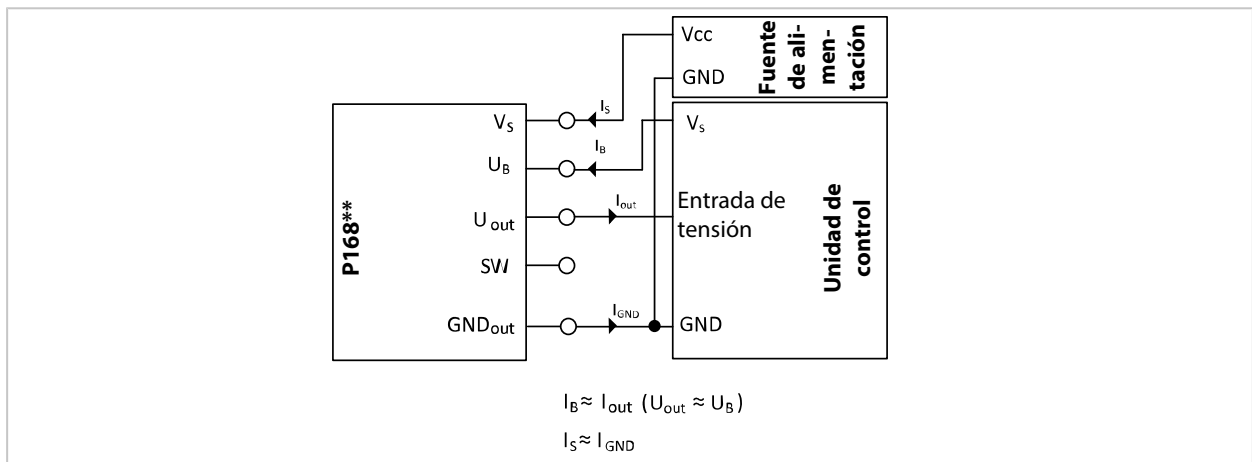 Vcc
GND
Fuente
de ali-
men-
tación
P168**
V_S
U_B
U_out
SW
GND_out
I_S
I_B
I_out
I_GND
V_s
Entrada de
tensión
GND
Unidad de
control
I_B ≈ I_out (U_out ≈ U_B)
I_S ≈ I_GND